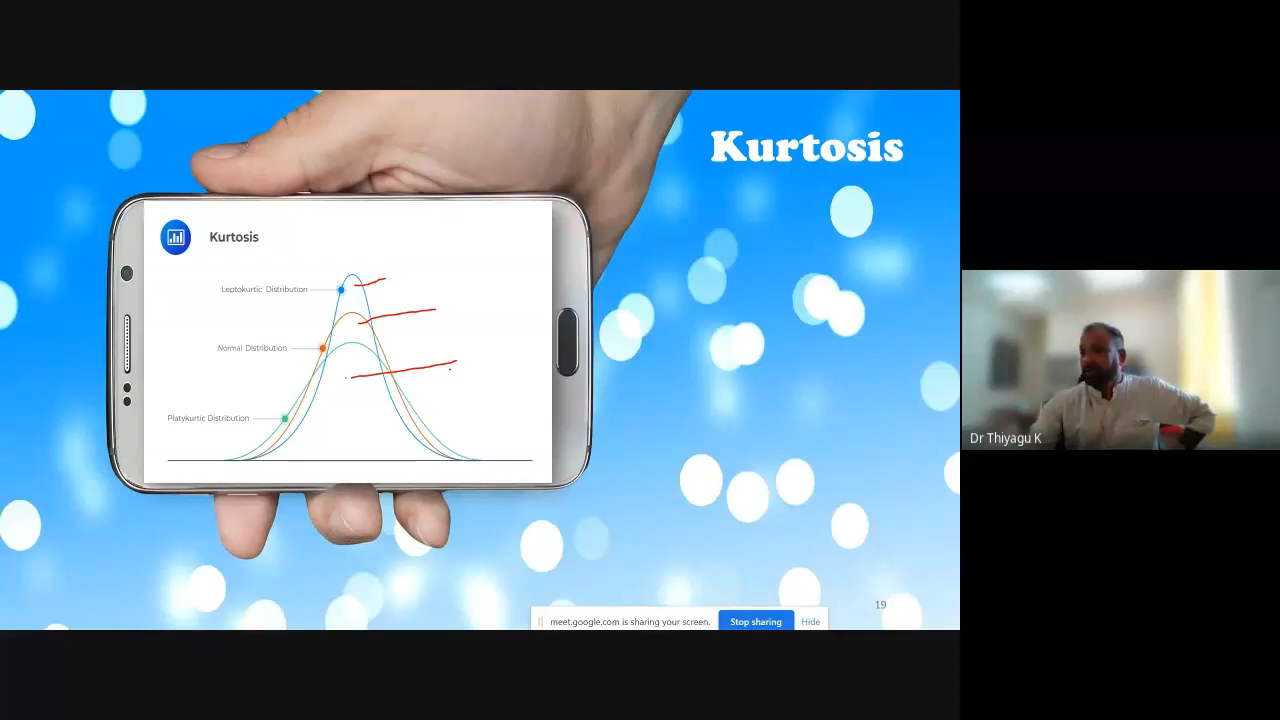 Kurtosis
Kurtosis
Leptokurtic Distribution
Normal Distribution
Platykurtic Distribution
Dr Thiyagu K
19
meet.google.com is sharing your screen. Stop sharing Hide